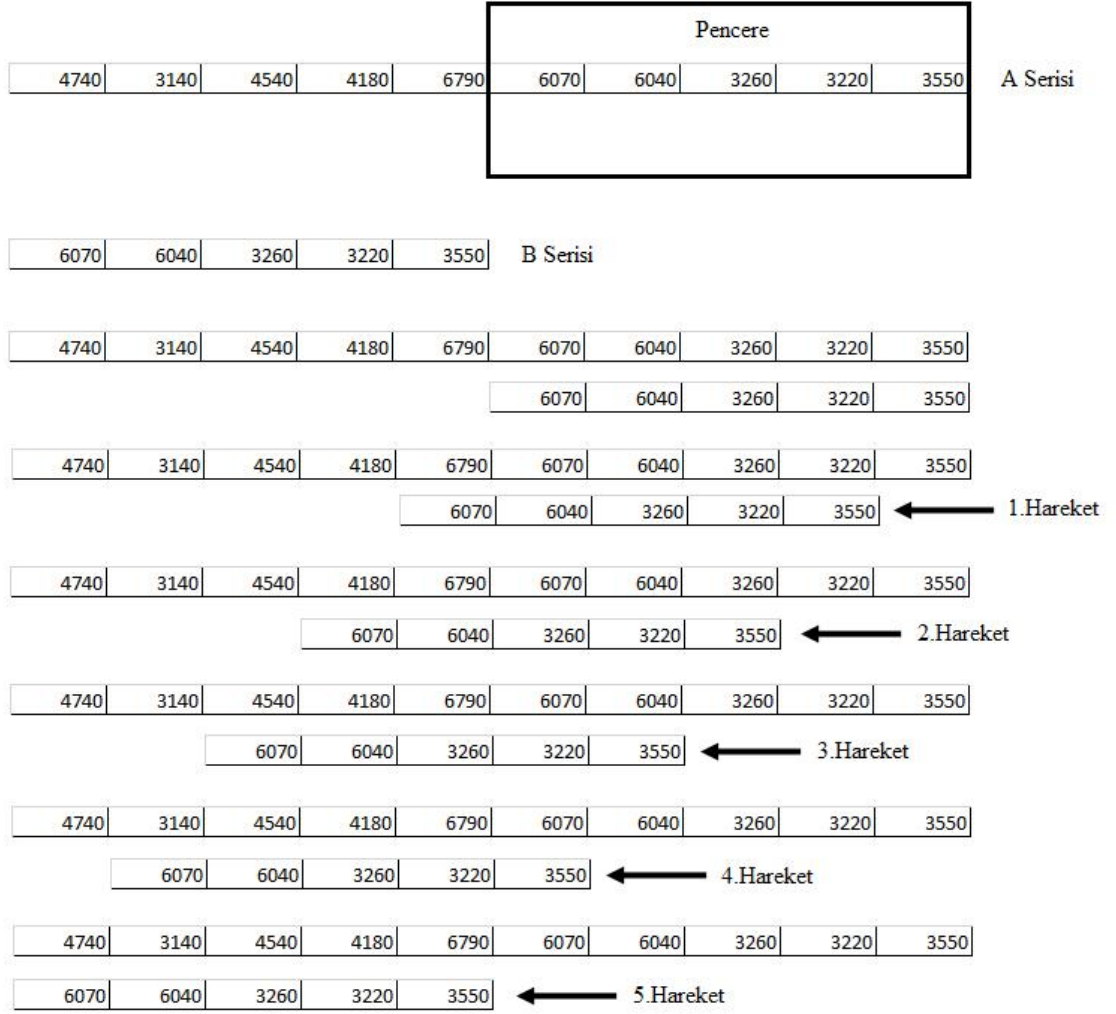 Pencere
4740 3140 4540 4180 6790 6070 6040 3260 3220 3550 A Serisi
6070 6040 3260 3220 3550 B Serisi
4740 3140 4540 4180 6790 6070 6040 3260 3220 3550
6070 6040 3260 3220 3550
4740 3140 4540 4180 6790 6070 6040 3260 3220 3550
6070 6040 3260 3220 3550 1.Hareket
4740 3140 4540 4180 6790 6070 6040 3260 3220 3550
6070 6040 3260 3220 3550 2.Hareket
4740 3140 4540 4180 6790 6070 6040 3260 3220 3550
6070 6040 3260 3220 3550 3.Hareket
4740 3140 4540 4180 6790 6070 6040 3260 3220 3550
6070 6040 3260 3220 3550 4.Hareket
4740 3140 4540 4180 6790 6070 6040 3260 3220 3550
6070 6040 3260 3220 3550 5.Hareket